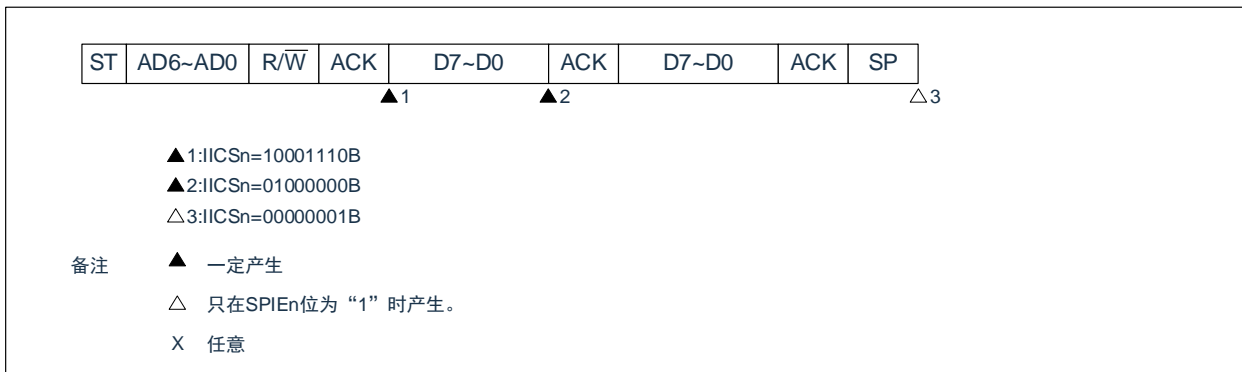 ST AD6~AD0 R/W̅ ACK D7~D0 ACK D7~D0 ACK SP
▲1 ▲2 △3
▲1:IICSn=10001110B
▲2:IICSn=01000000B
△3:IICSn=00000001B
备注 ▲ 一定产生
△ 只在SPIEn位为“1”时产生。
X 任意